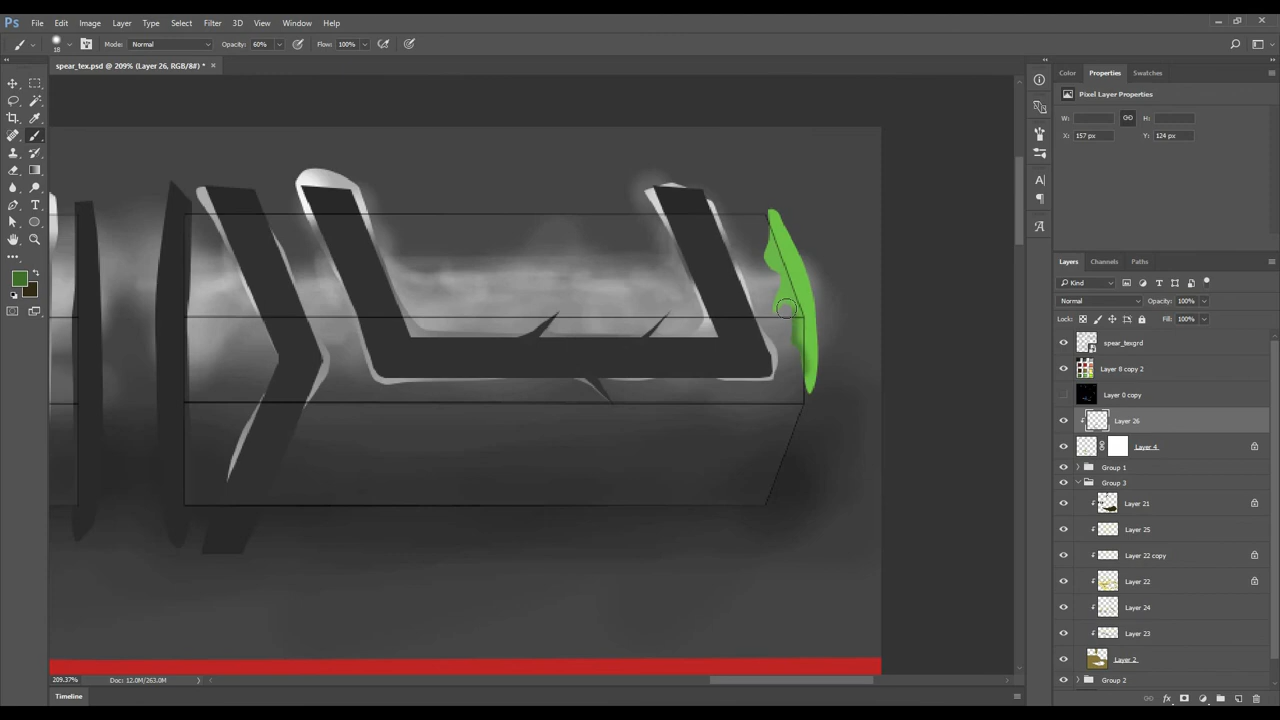 Ps File Edit Image Layer Type Select Filter 3D View Window Help
18 Mode: Normal Opacity: 60% Flow: 100%
spear_tex.psd @ 209% (Layer 26, RGB/8#) * ×
Color Properties Swatches
Pixel Layer Properties
W: H:
X: 157 px Y: 124 px
Layers Channels Paths
Kind
Normal Opacity: 100%
Lock: Fill: 100%
spear_texgrd
Layer 8 copy 2
Layer 0 copy
Layer 26
Layer 4
Group 1
Group 3
Layer 21
Layer 25
Layer 22 copy
Layer 22
Layer 24
Layer 23
Layer 2
Group 2
209.37% Doc: 12.0M/263.0M
Timeline